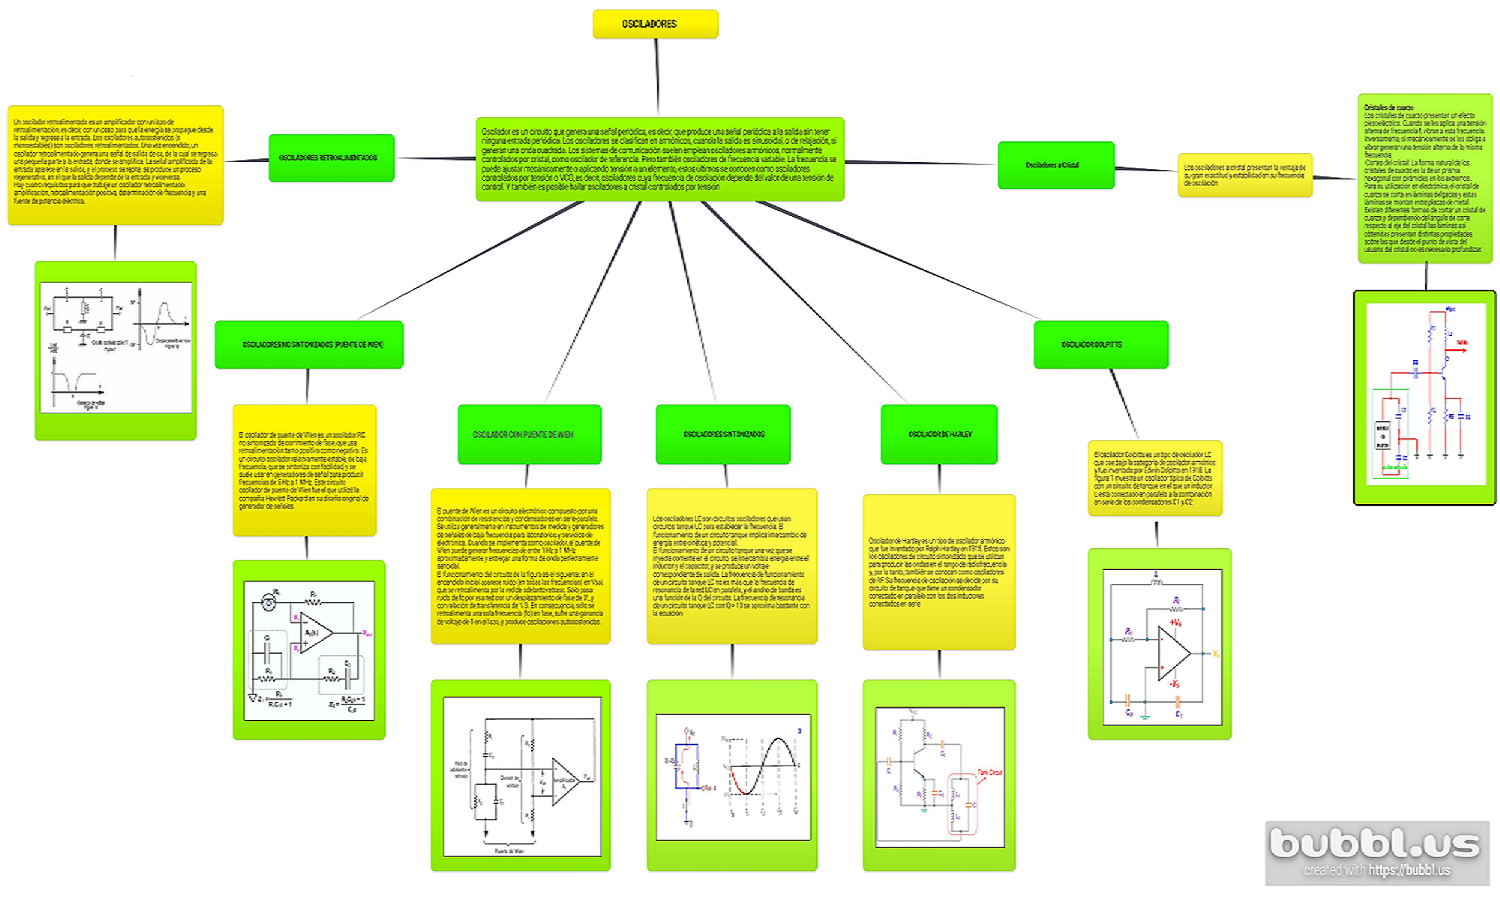 OSCILADORES
Un oscilador retroalimentado es un amplificador con un lazo de
retroalimentación, es decir, con un paso para que la energía se propague desde
la salida y regrese a la entrada. Los osciladores autosostenidos (o
monoestables) son osciladores retroalimentados. Una vez encendido, un
oscilador retroalimentado genera una señal de salida de ca, de la cual se regresa
una pequeña parte a la entrada, donde se amplifica. La señal amplificada de la
entrada aparece en la salida, y el proceso se repite; se produce un proceso
regenerativo, en el que la salida depende de la entrada y viceversa.
Hay cuatro requisitos para que trabaje un oscilador retroalimentado:
amplificación, retroalimentación positiva, determinación de frecuencia y una
fuente de potencia eléctrica.
OSCILADORES RETROALIMENTADOS
Oscilador es un circuito que genera una señal periódica, es decir, que produce una señal periódica a la salida sin tener
ninguna entrada periódica. Los osciladores se clasifican en armónicos, cuando la salida es sinusoidal, o de relajación, si
generan una onda cuadrada. Los sistemas de comunicación suelen emplean osciladores armónicos, normalmente
controlados por cristal, como oscilador de referencia. Pero también osciladores de frecuencia variable. La frecuencia se
puede ajustar mecánicamente o aplicando tensión a un elemento, estos últimos se conocen como osciladores
controlados por tensión o VCO, es decir, osciladores cuya frecuencia de oscilación depende del valor de una tensión de
control. Y también es posible hallar osciladores a cristal controlados por tensión
Osciladores a Cristal
Los osciladores a cristal presentan la ventaja de
su gran exactitud y estabilidad en su frecuencia
de oscilación
Cristales de cuarzo
Los cristales de cuarzo presentan un efecto
piezoeléctrico. Cuando se les aplica una tensión
alterna de frecuencia f, vibran a esta frecuencia.
Inversamente, si mecánicamente se los obliga a
vibrar generan una tensión alterna de la misma
frecuencia.
Cortes del cristal: La forma natural de los
cristales de cuarzo es la de un prisma
hexagonal con pirámides en los extremos.
Para su utilización en electrónica, el cristal de
cuarzo se corta en láminas delgadas y estas
láminas se montan entre placas de metal.
Existen diferentes formas de cortar un cristal de
cuarzo y dependiendo del ángulo de corte
respecto al eje del cristal las láminas así
obtenidas presentan distintas propiedades
sobre las que desde el punto de vista del
usuario del cristal no es necesario profundizar.
OSCILADORES NO SINTONIZADOS (PUENTE DE WIEN)
OSCILADOR COLPITTS
OSCILADOR CON PUENTE DE WIEN
OSCILADORES SINTONIZADOS
OSCILADOR DE HARLEY
El oscilador de puente de Wien es un oscilador RC
no sintonizado de corrimiento de fase, que usa
retroalimentación tanto positiva como negativa. Es
un circuito oscilador relativamente estable, de baja
frecuencia, que se sintoniza con facilidad, y se
suele usar en generadores de señal para producir
frecuencias de 5 Hz a 1 MHz. Este circuito
oscilador de puente de Wien fue el que utilizó la
compañía Hewlett Packard en su diseño original de
generador de señales.
El oscilador Colpitts es un tipo de oscilador LC
que cae bajo la categoría de oscilador armónico
y fue inventado por Edwin Colpitts en 1918. La
figura 1 muestra un oscilador típico de Colpitts
con un circuito de tanque en el que un inductor
L está conectado en paralelo a la combinación
en serie de los condensadores C1 y C2
El puente de Wien es un circuito electrónico compuesto por una
combinación de resistencias y condensadores en serie-paralelo.
Se utiliza generalmente en instrumentos de medida y generadores
de señales de baja frecuencia para laboratorios y servicios de
electrónica. Cuando se implementa como oscilador, el puente de
Wien puede generar frecuencias de entre 1 Hz a 1 MHz
aproximadamente y entregar una forma de onda perfectamente
senoidal.
El funcionamiento del circuito de la figura es el siguiente: en el
encendido inicial aparece ruido (en todas las frecuencias) en Vsal
que se retroalimenta por la red de adelanto-retraso. Sólo pasa
ruido de fo por esa red con un desplazamiento de fase de 0°, y
con relación de transferencia de 1/3. En consecuencia, sólo se
retroalimenta una sola frecuencia (fo) en fase, sufre una ganancia
de voltaje de 1 en el lazo, y produce oscilaciones autosostenidas.
Los osciladores LC son circuitos osciladores que usan
circuitos tanque LC para establecer la frecuencia. El
funcionamiento de un circuito tanque implica intercambio de
energía entre cinética y potencial.
El funcionamiento de un circuito tanque una vez que se
inyecta corriente en el circuito, se intercambia energía entre el
inductor y el capacitor, y se produce un voltaje
correspondiente de salida. La frecuencia de funcionamiento
de un circuito tanque LC no es más que la frecuencia de
resonancia de la red LC en paralelo, y el ancho de banda es
una función de la Q del circuito. La frecuencia de resonancia
de un circuito tanque LC con Q > 10 se aproxima bastante con
la ecuación:
Oscilador de Hartley es un tipo de oscilador armónico
que fue inventado por Ralph Hartley en 1915. Estos son
los osciladores de circuito sintonizado que se utilizan
para producir las ondas en el rango de radiofrecuencia
y, por lo tanto, también se conocen como osciladores
de RF. Su frecuencia de oscilación se decide por su
circuito de tanque que tiene un condensador
conectado en paralelo con los dos inductores
conectados en serie
Red de
adelanto
retraso
Divisor de
voltaje
Amplificador
Puente de Wien
Tank Circuit
+Vs
-Vs
Salida
bubbl.us
created with https://bubbl.us